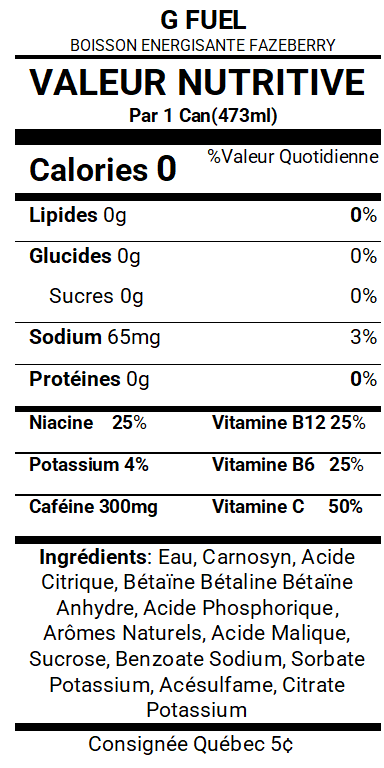 G FUEL
BOISSON ENERGISANTE FAZEBERRY
VALEUR NUTRITIVE
Par 1 Can(473ml)
Calories 0 %Valeur Quotidienne
Lipides 0g 0%
Glucides 0g 0%
Sucres 0g 0%
Sodium 65mg 3%
Protéines 0g 0%
Niacine 25% Vitamine B12 25%
Potassium 4% Vitamine B6 25%
Caféine 300mg Vitamine C 50%
Ingrédients: Eau, Carnosyn, Acide
Citrique, Bétaïne Bétaline Bétaïne
Anhydre, Acide Phosphorique,
Arômes Naturels, Acide Malique,
Sucrose, Benzoate Sodium, Sorbate
Potassium, Acésulfame, Citrate
Potassium
Consignée Québec 5¢